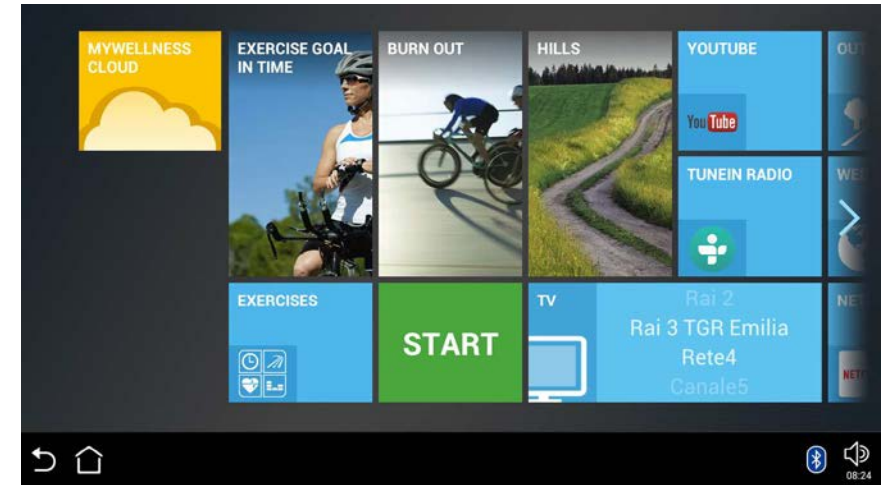 MYWELLNESS
CLOUD
EXERCISE GOAL
IN TIME
BURN OUT
HILLS
YOUTUBE
You Tube
TUNEIN RADIO
EXERCISES
START
TV
Rai 2
Rai 3 TGR Emilia
Rete4
Canale5
08:24